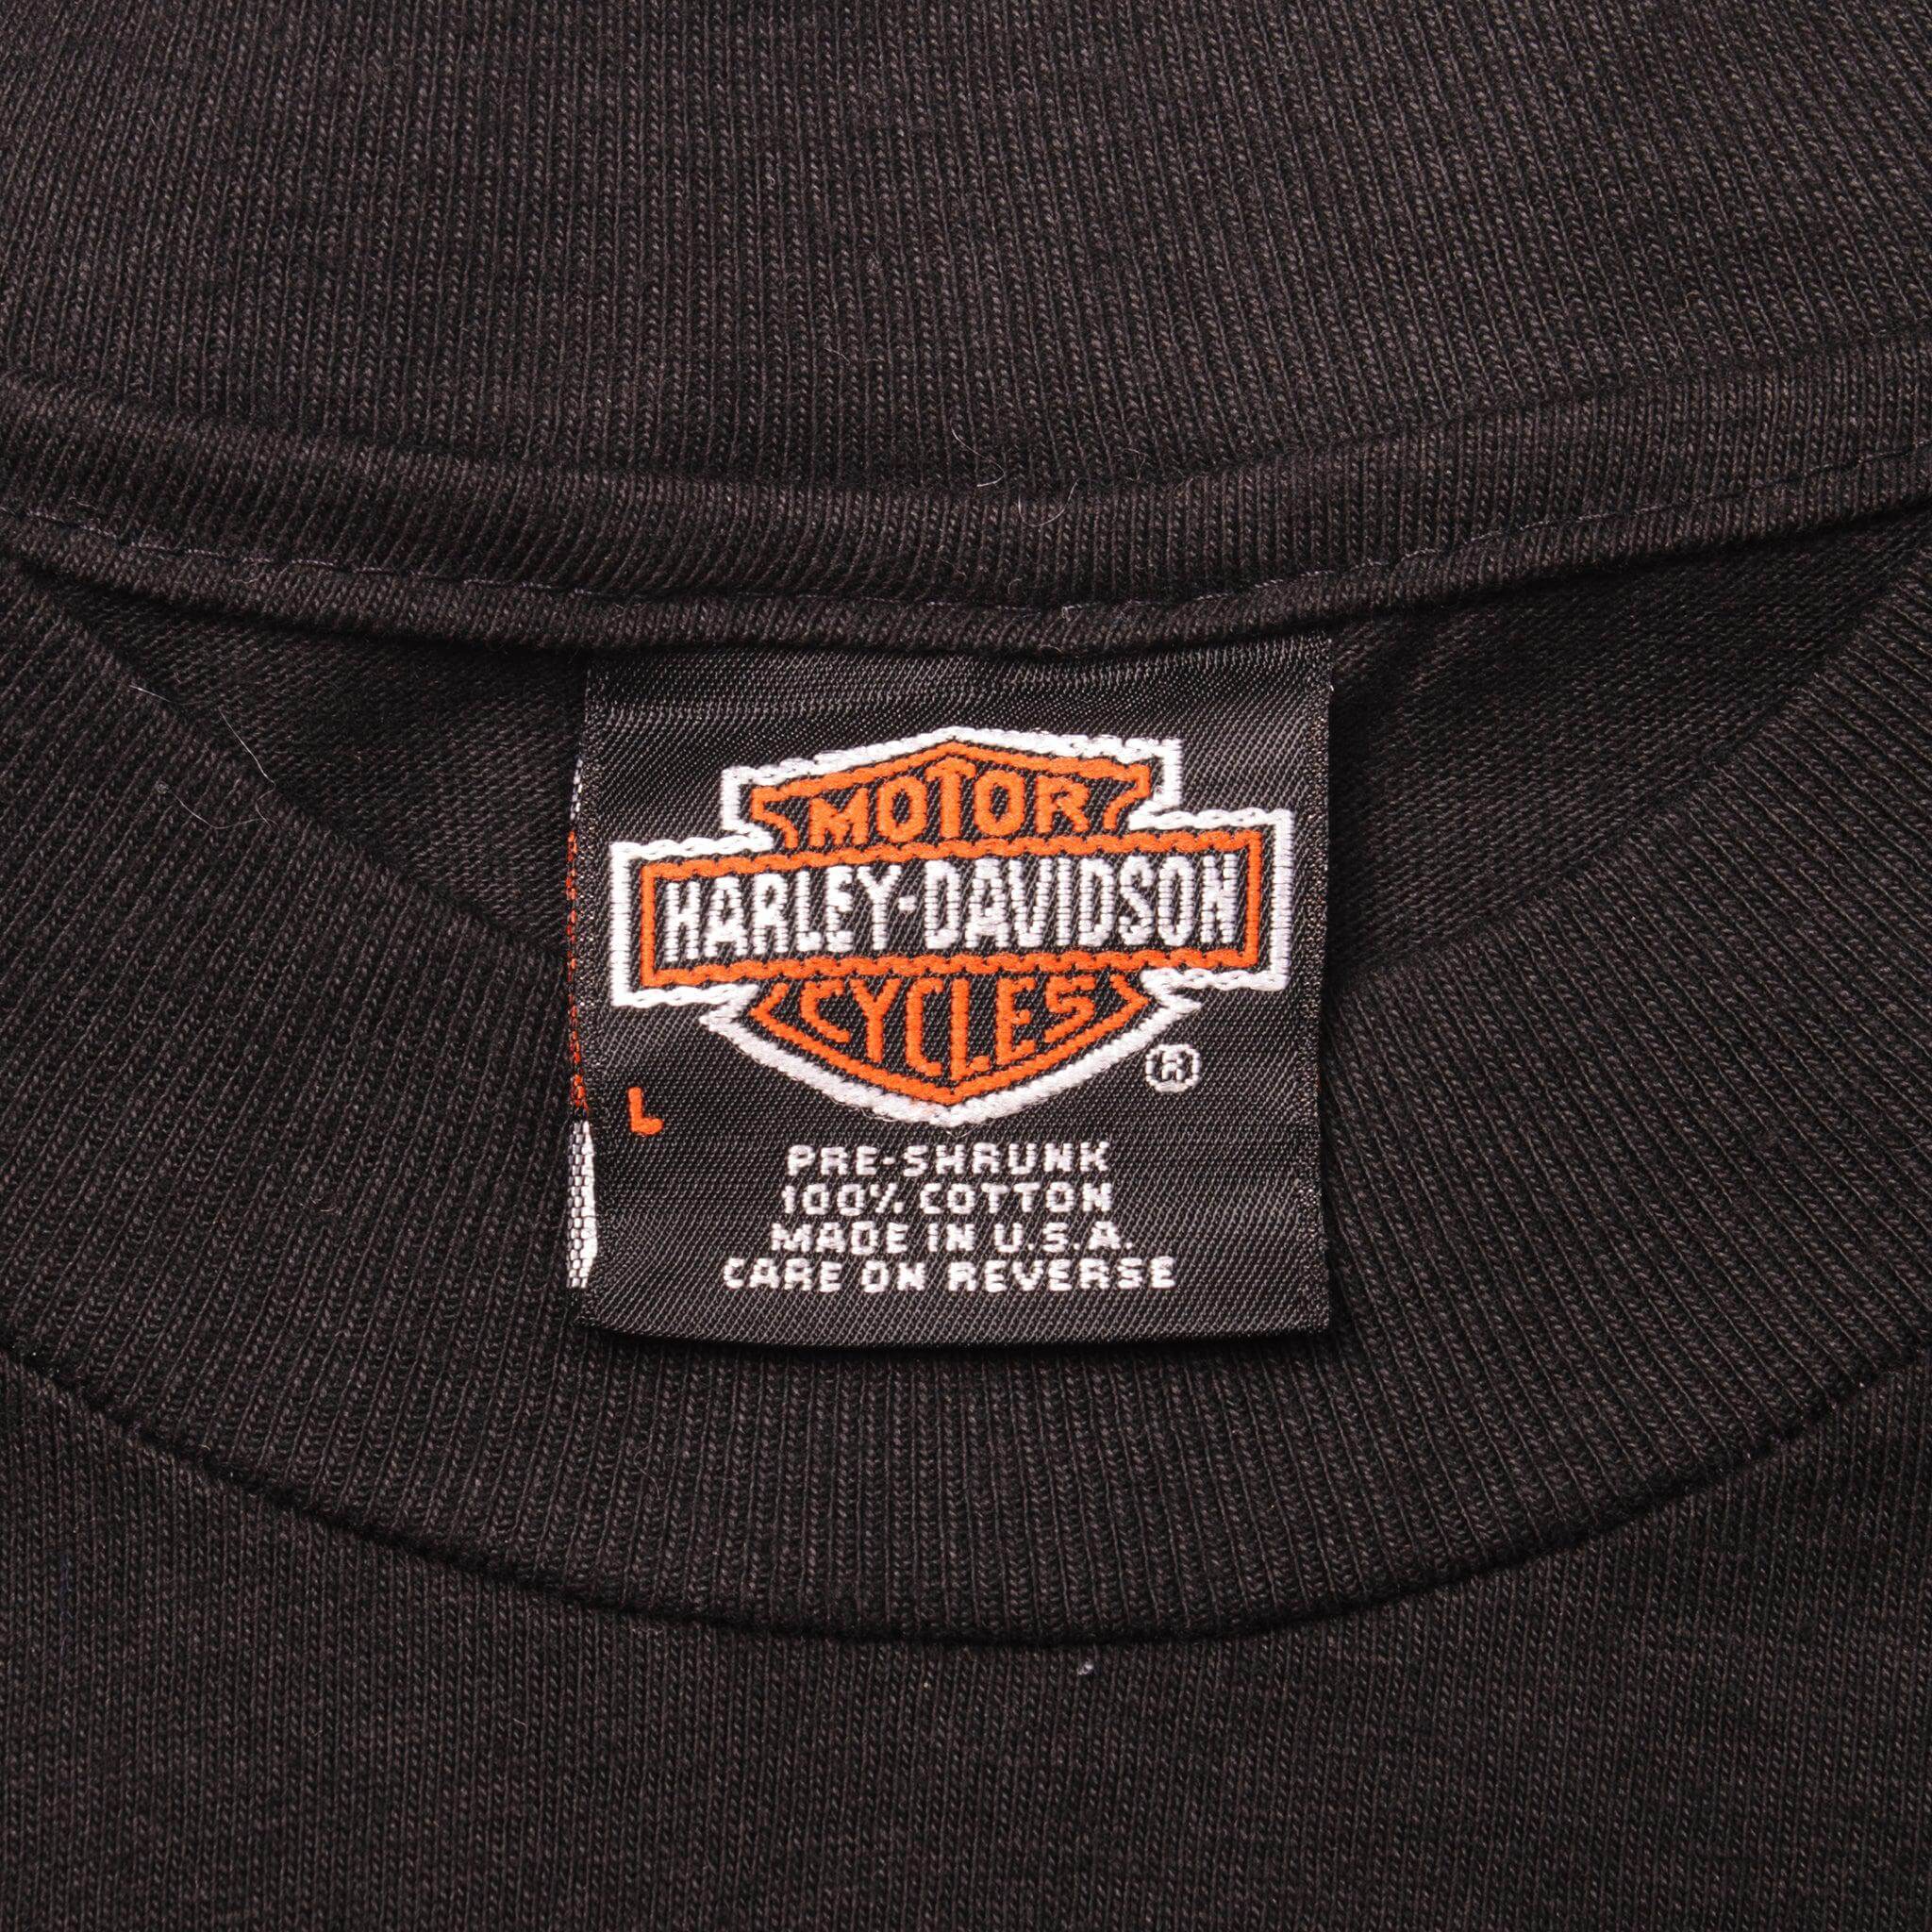 MOTOR
HARLEY-DAVIDSON
CYCLES
®
L
PRE-SHRUNK
100% COTTON
MADE IN U.S.A.
CARE ON REVERSE